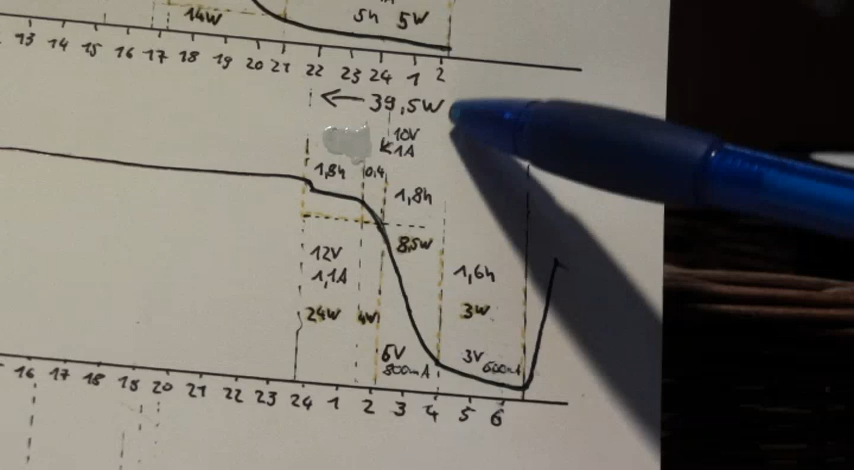 14W
5h 5W
13 14 15 16 17 18 19 20 21 22 23 24 1 2
← 39,5W
10V
1A
1,8h 0,4
1,8h
8,5W
12V
1,1A
1,6h
24W 4W 3W
6V
800mA
3V 600mA
16 17 18 19 20 21 22 23 24 1 2 3 4 5 6